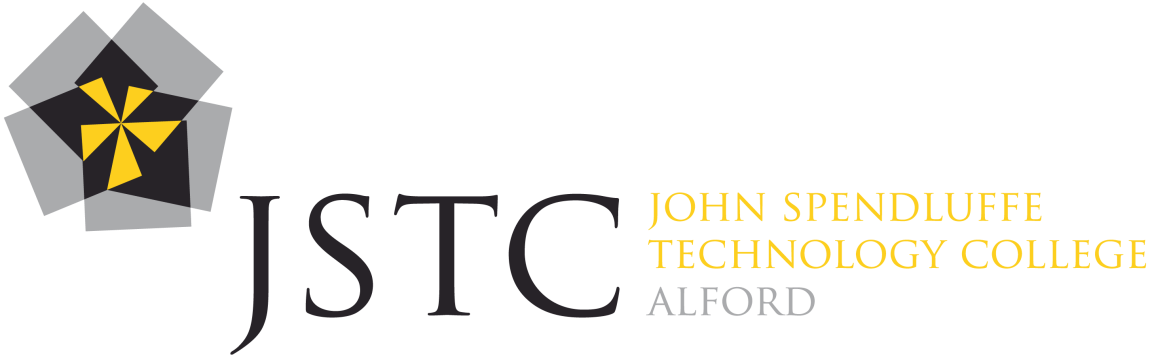 JSTC
JOHN SPENDLUFFE
TECHNOLOGY COLLEGE
ALFORD